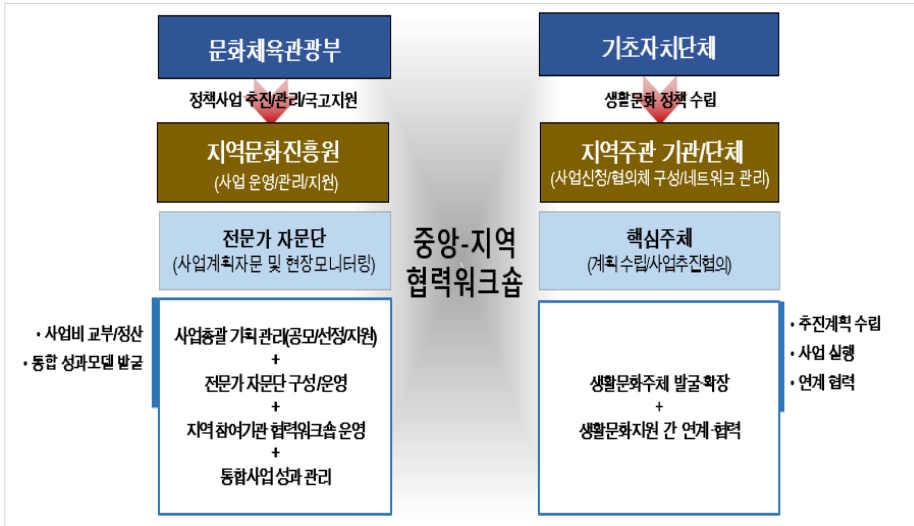 문화체육관광부
정책사업 추진/관리/국고지원
지역문화진흥원
(사업 운영/관리/지원)
전문가 자문단
(사업계획자문 및 현장모니터링)
• 사업비 교부/정산
• 통합 성과모델 발굴
사업총괄 기획 관리(공모/선정/지원)
+
전문가 자문단 구성/운영
+
지역 참여기관 협력워크숍 운영
+
통합사업 성과 관리
중앙-지역
협력워크숍
기초자치단체
생활문화 정책 수립
지역주관 기관/단체
(사업신청/협의체 구성/네트워크 관리)
핵심주체
(계획 수립/사업추진협의)
생활문화주체 발굴·확장
+
생활문화지원 간 연계·협력
• 추진계획 수립
• 사업 실행
• 연계 협력